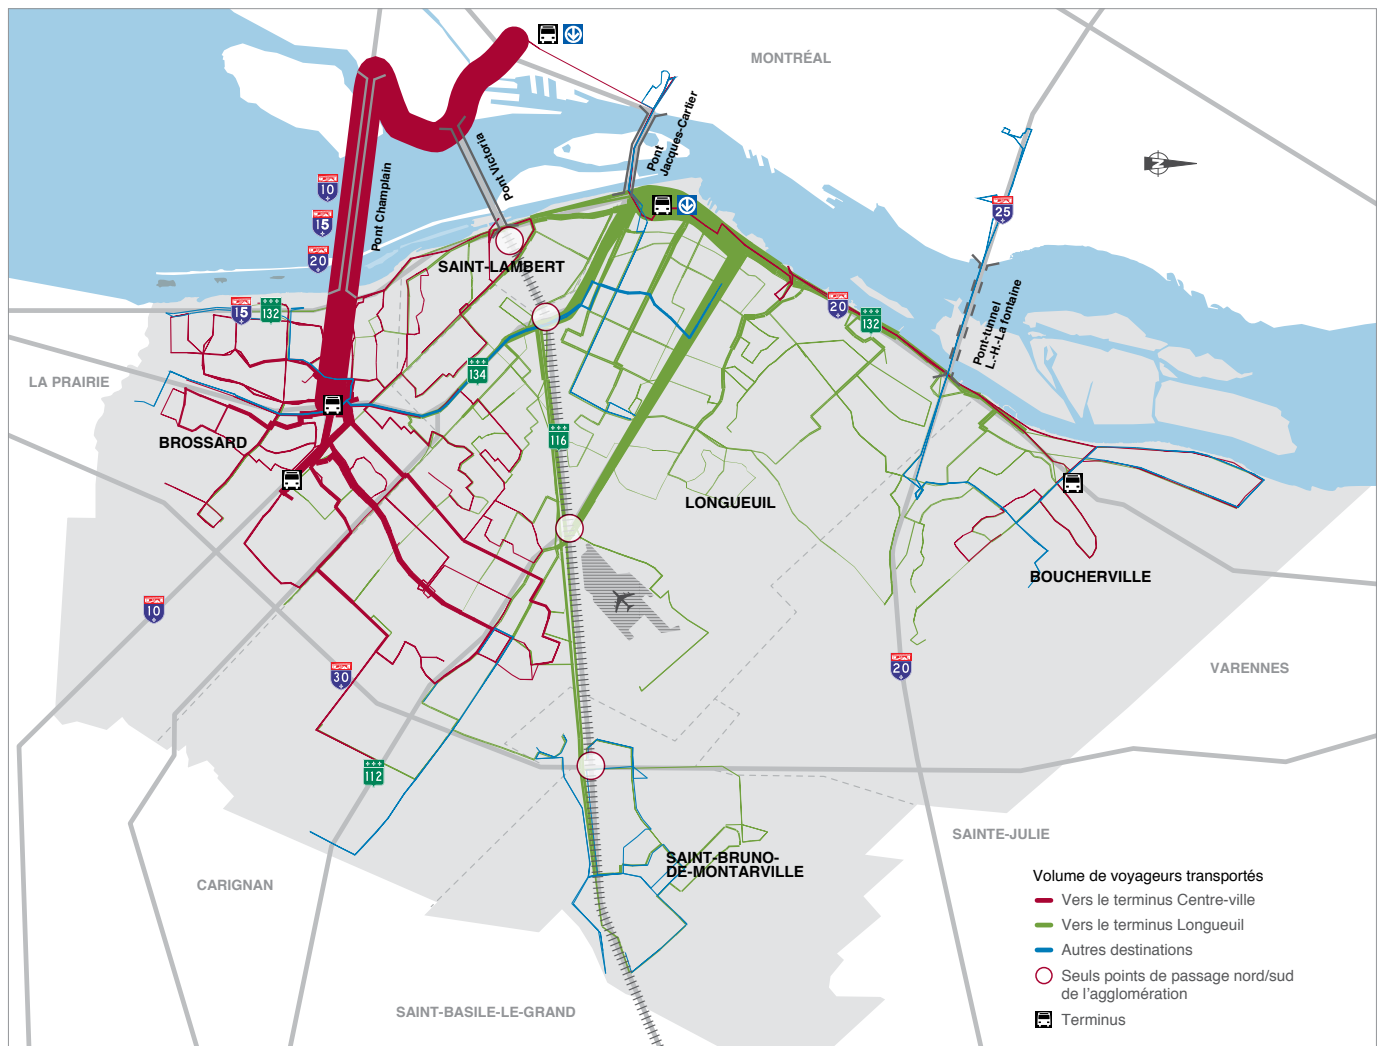 MONTRÉAL
Pont
Jacques-Cartier
Pont Victoria
Pont Champlain
10
15
20
25
N
SAINT-LAMBERT
15
132
20
132
Pont-tunnel
L.-H.-La fontaine
134
LA PRAIRIE
BROSSARD
116
LONGUEUIL
BOUCHERVILLE
10
30
20
VARENNES
112
SAINTE-JULIE
SAINT-BRUNO-
DE-MONTARVILLE
CARIGNAN
SAINT-BASILE-LE-GRAND
Volume de voyageurs transportés
Vers le terminus Centre-ville
Vers le terminus Longueuil
Autres destinations
Seuls points de passage nord/sud
de l'agglomération
Terminus